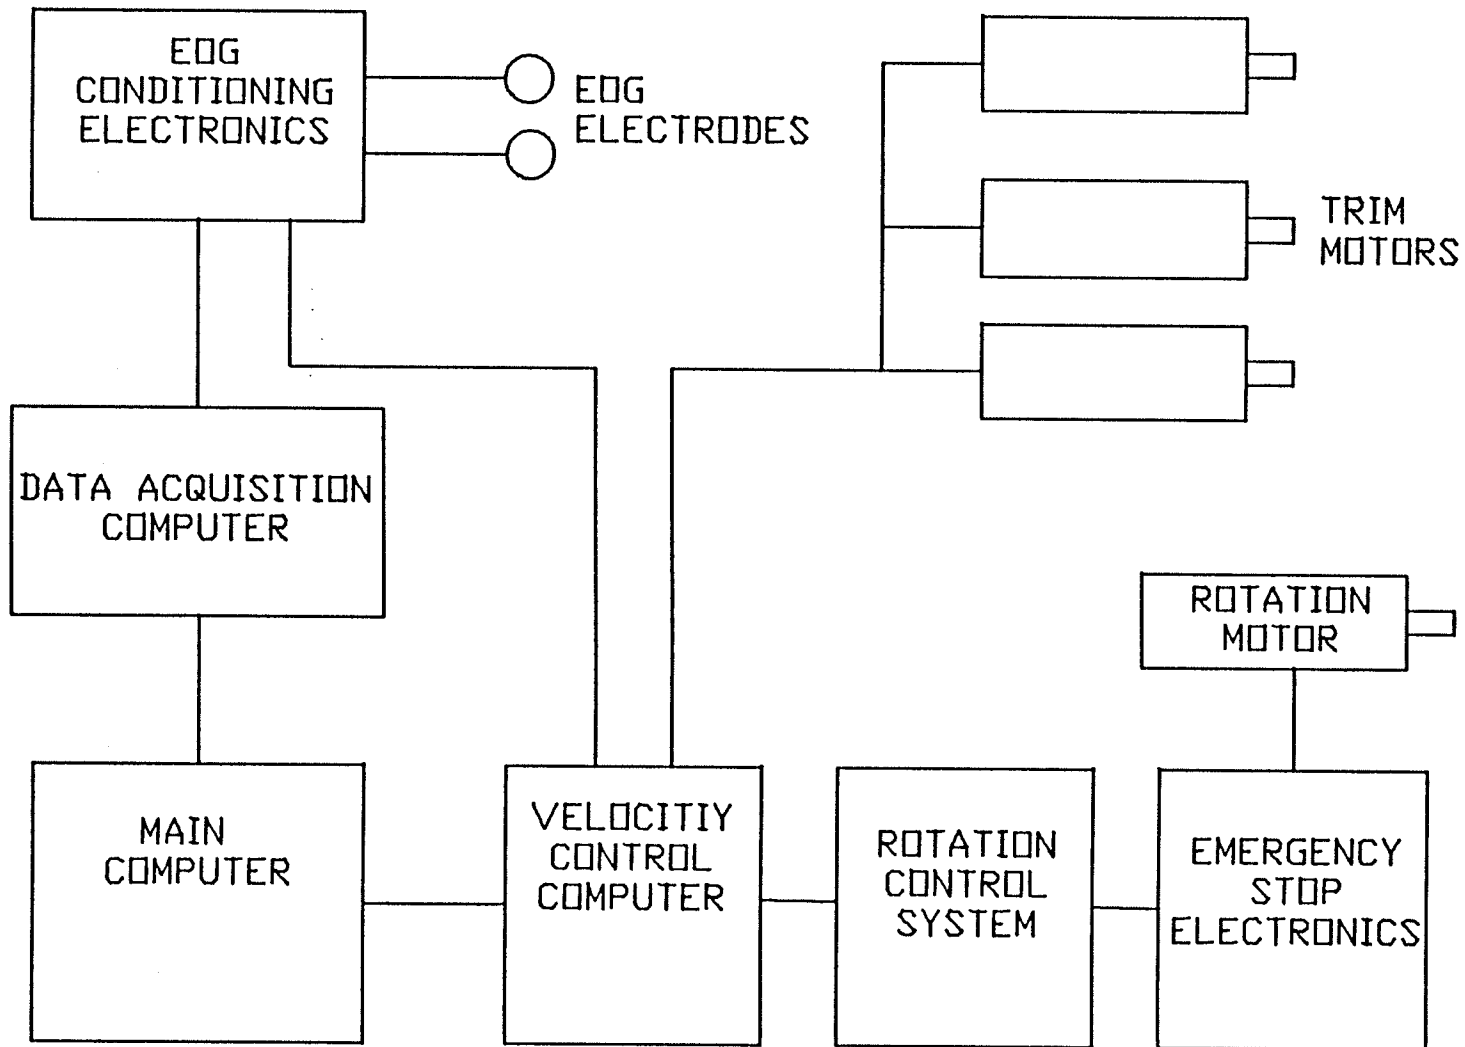 EOG
CONDITIONING
ELECTRONICS
EOG
ELECTRODES
TRIM
MOTORS
DATA ACQUISITION
COMPUTER
ROTATION
MOTOR
MAIN
COMPUTER
VELOCITIY
CONTROL
COMPUTER
ROTATION
CONTROL
SYSTEM
EMERGENCY
STOP
ELECTRONICS